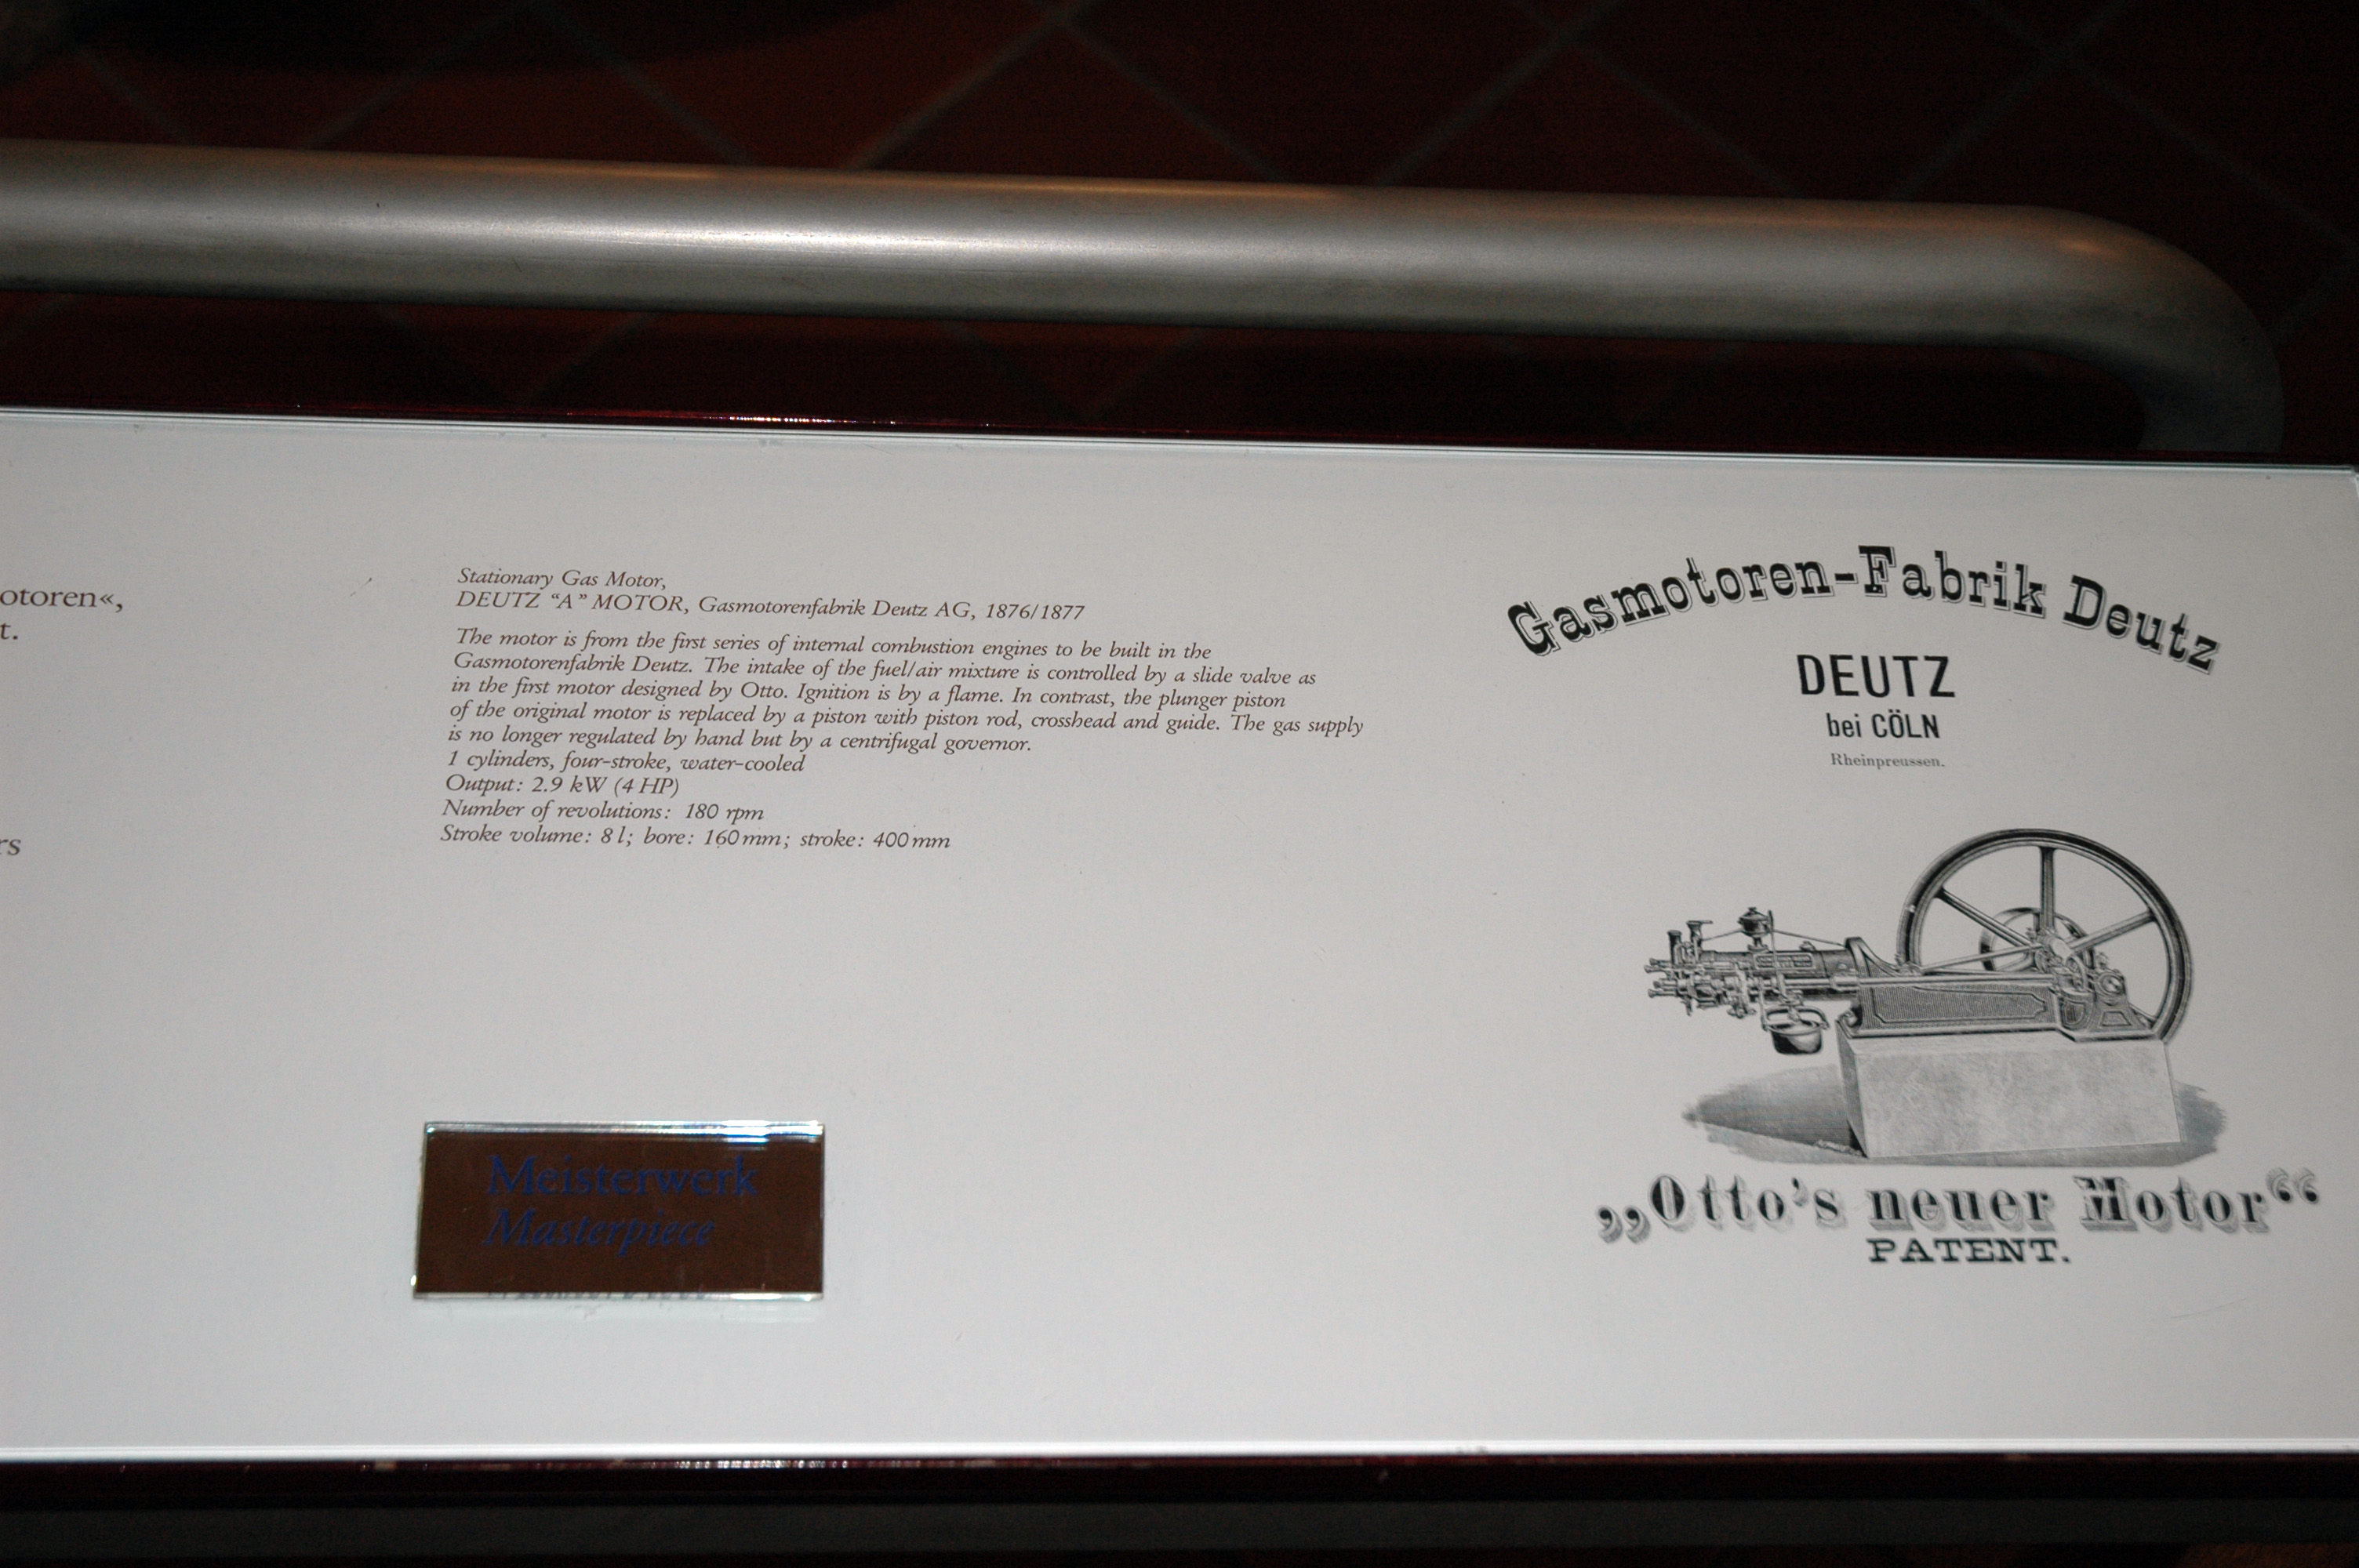 otoren«,
t.
rs
Stationary Gas Motor,
DEUTZ “A” MOTOR, Gasmotorenfabrik Deutz AG, 1876/1877
The motor is from the first series of internal combustion engines to be built in the
Gasmotorenfabrik Deutz. The intake of the fuel/air mixture is controlled by a slide valve as
in the first motor designed by Otto. Ignition is by a flame. In contrast, the plunger piston
of the original motor is replaced by a piston with piston rod, crosshead and guide. The gas supply
is no longer regulated by hand but by a centrifugal governor.
1 cylinders, four-stroke, water-cooled
Output: 2.9 kW (4 HP)
Number of revolutions: 180 rpm
Stroke volume: 8 l; bore: 160 mm; stroke: 400 mm
Meisterwerk
Masterpiece
Gasmotoren-Fabrik Deutz
DEUTZ
bei CÖLN
Rheinpreussen.
„Otto's neuer Motor“
PATENT.